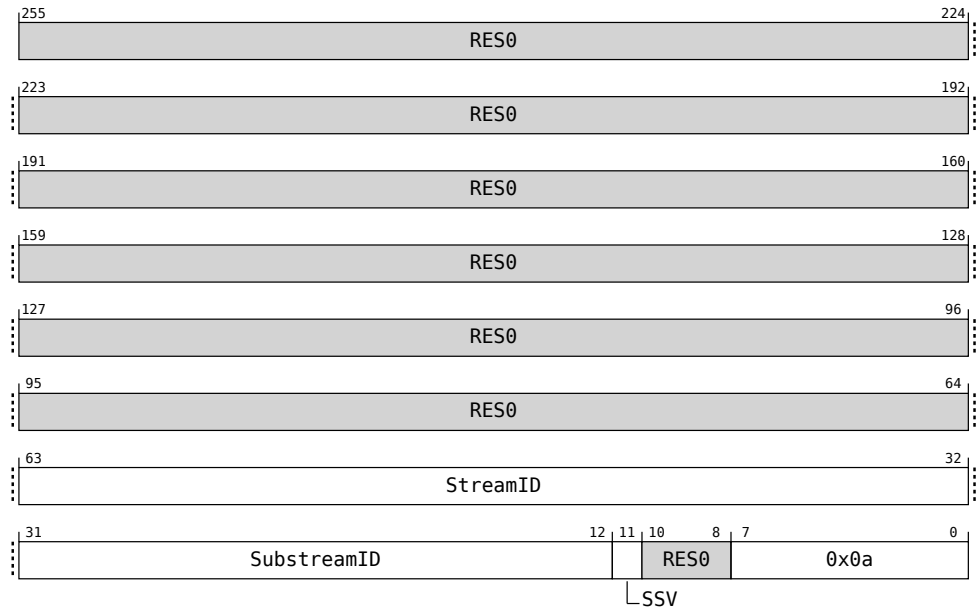 255 224
RES0
223 192
RES0
191 160
RES0
159 128
RES0
127 96
RES0
95 64
RES0
63 32
StreamID
31 12 11 10 8 7 0
SubstreamID RES0 0x0a
SSV